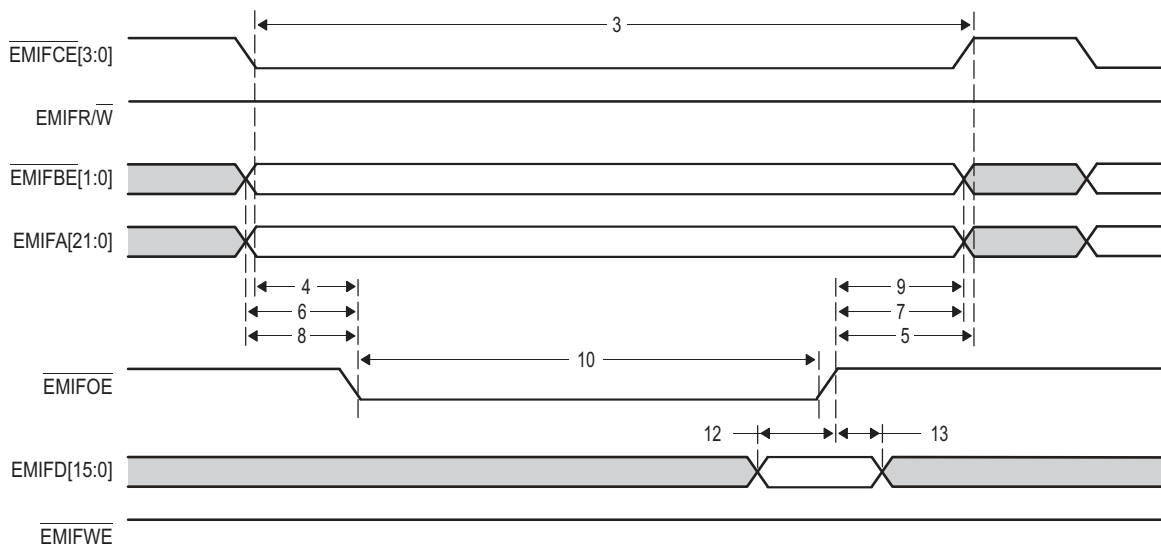 3
EMIFCE[3:0]
EMIFR/W
EMIFBE[1:0]
EMIFA[21:0]
4
9
6
7
8
5
10
EMIFOE
12
13
EMIFD[15:0]
EMIFWE